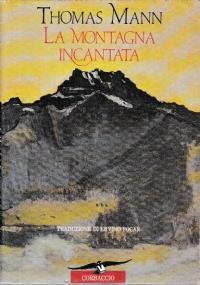 THOMAS MANN
LA MONTAGNA
INCANTATA
TRADUZIONE DI ERVINO POCAR
CORBACCIO